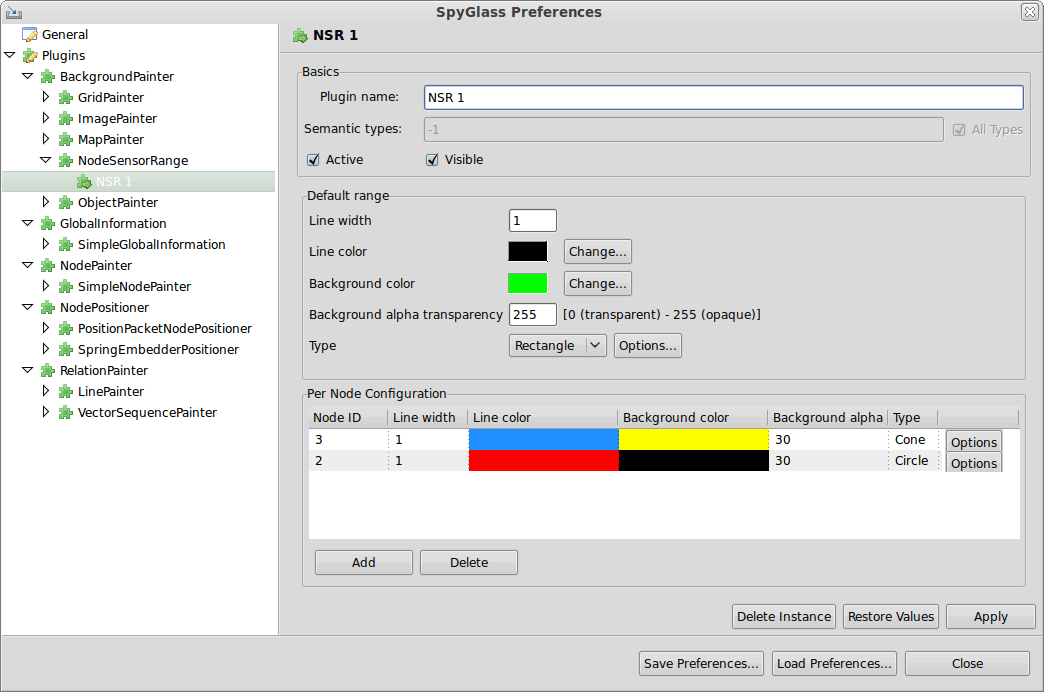 SpyGlass Preferences
General
Plugins
BackgroundPainter
GridPainter
ImagePainter
MapPainter
NodeSensorRange
NSR 1
ObjectPainter
GlobalInformation
SimpleGlobalInformation
NodePainter
SimpleNodePainter
NodePositioner
PositionPacketNodePositioner
SpringEmbedderPositioner
RelationPainter
LinePainter
VectorSequencePainter
NSR 1
Basics
Plugin name: NSR 1
Semantic types: -1 All Types
Active Visible
Default range
Line width 1
Line color Change...
Background color Change...
Background alpha transparency 255 [0 (transparent) - 255 (opaque)]
Type Rectangle Options...
Per Node Configuration
Node ID Line width Line color Background color Background alpha Type
3 1 30 Cone Options
2 1 30 Circle Options
Add Delete
Delete Instance Restore Values Apply
Save Preferences... Load Preferences... Close